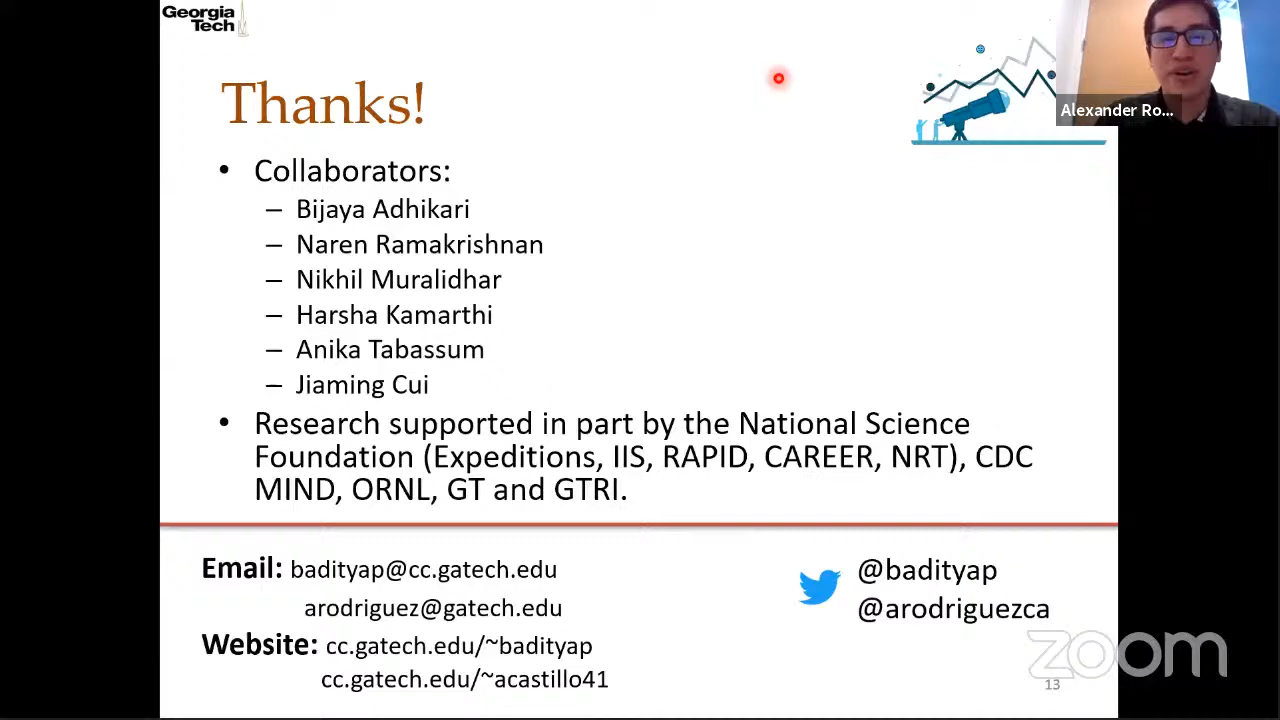 Georgia
Tech
Alexander Ro...
Thanks!
• Collaborators:
– Bijaya Adhikari
– Naren Ramakrishnan
– Nikhil Muralidhar
– Harsha Kamarthi
– Anika Tabassum
– Jiaming Cui
• Research supported in part by the National Science
Foundation (Expeditions, IIS, RAPID, CAREER, NRT), CDC
MIND, ORNL, GT and GTRI.
Email: badityap@cc.gatech.edu
arodriguez@gatech.edu
Website: cc.gatech.edu/~badityap
cc.gatech.edu/~acastillo41
@badityap
@arodriguezca
zoom
13